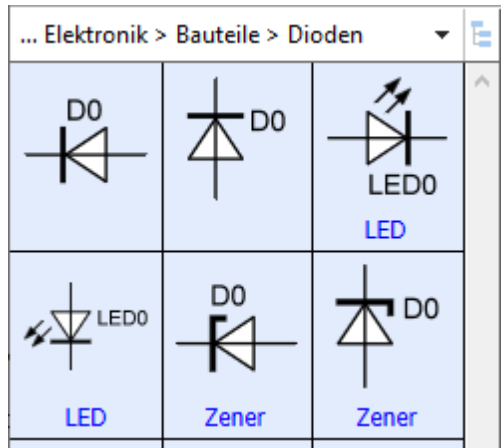 ... Elektronik > Bauteile > Dioden
D0
D0
LED0
LED
LED0
LED
D0
Zener
D0
Zener